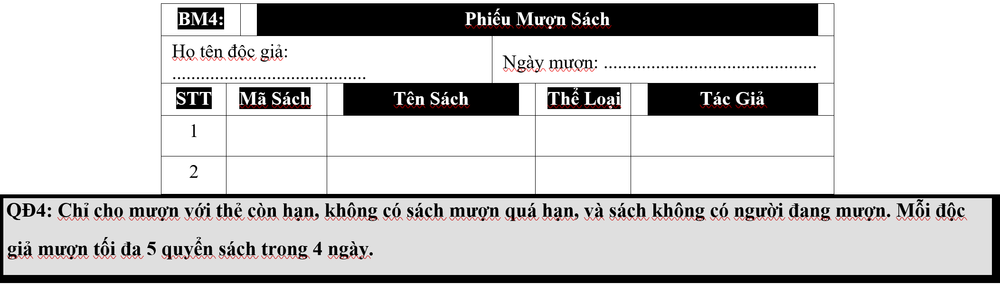 BM4: Phiếu Mượn Sách
Họ tên độc giả:
.........................................
Ngày mượn: .............................................
STT Mã Sách Tên Sách Thể Loại Tác Giả
1
2
QĐ4: Chỉ cho mượn với thẻ còn hạn, không có sách mượn quá hạn, và sách không có người đang mượn. Mỗi độc
giả mượn tối đa 5 quyển sách trong 4 ngày.